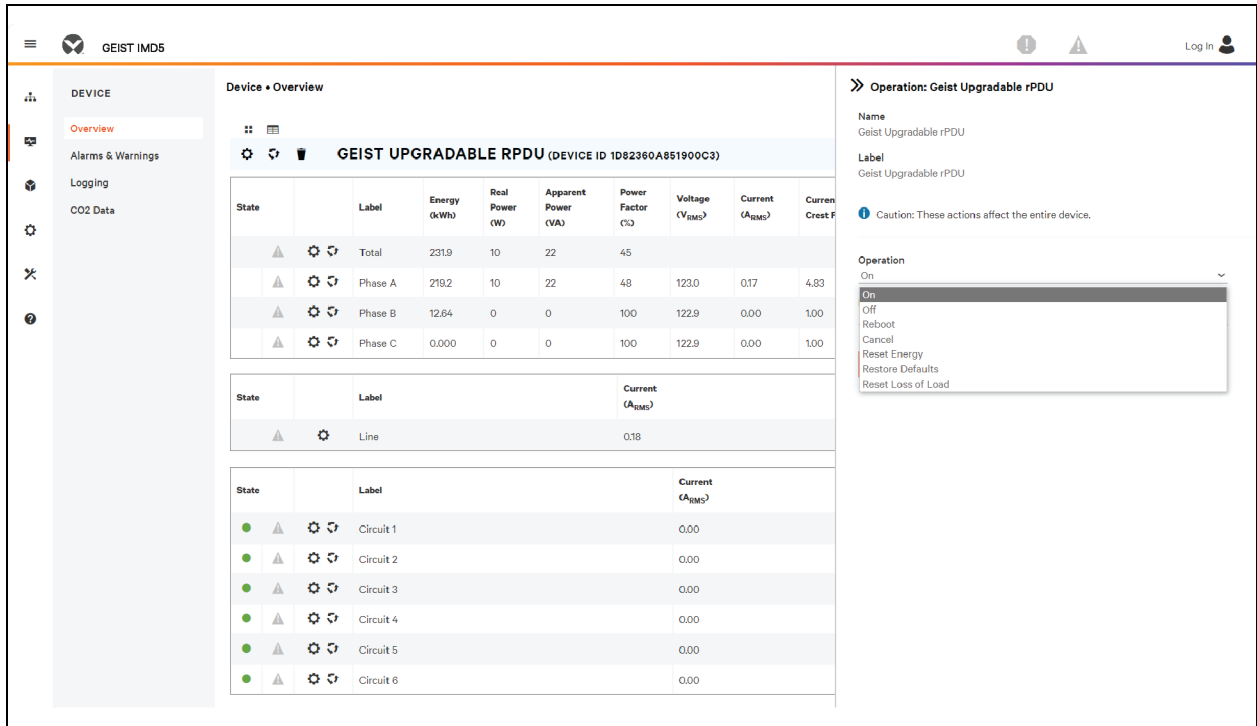 GEIST IMD5
Log In
DEVICE
Overview
Alarms & Warnings
Logging
CO2 Data
Device • Overview
GEIST UPGRADABLE RPDU (DEVICE ID 1D82360A851900C3)
State Label Energy (kWh) Real Power (W) Apparent Power (VA) Power Factor (%) Voltage (VRMS) Current (ARMS) Curren Crest F
Total 231.9 10 22 45
Phase A 219.2 10 22 48 123.0 0.17 4.83
Phase B 12.64 0 0 100 122.9 0.00 1.00
Phase C 0.000 0 0 100 122.9 0.00 1.00
State Label Current (ARMS)
Line 0.18
State Label Current (ARMS)
Circuit 1 0.00
Circuit 2 0.00
Circuit 3 0.00
Circuit 4 0.00
Circuit 5 0.00
Circuit 6 0.00
Operation: Geist Upgradable rPDU
Name
Geist Upgradable rPDU
Label
Geist Upgradable rPDU
Caution: These actions affect the entire device.
Operation
On
On
Off
Reboot
Cancel
Reset Energy
Restore Defaults
Reset Loss of Load